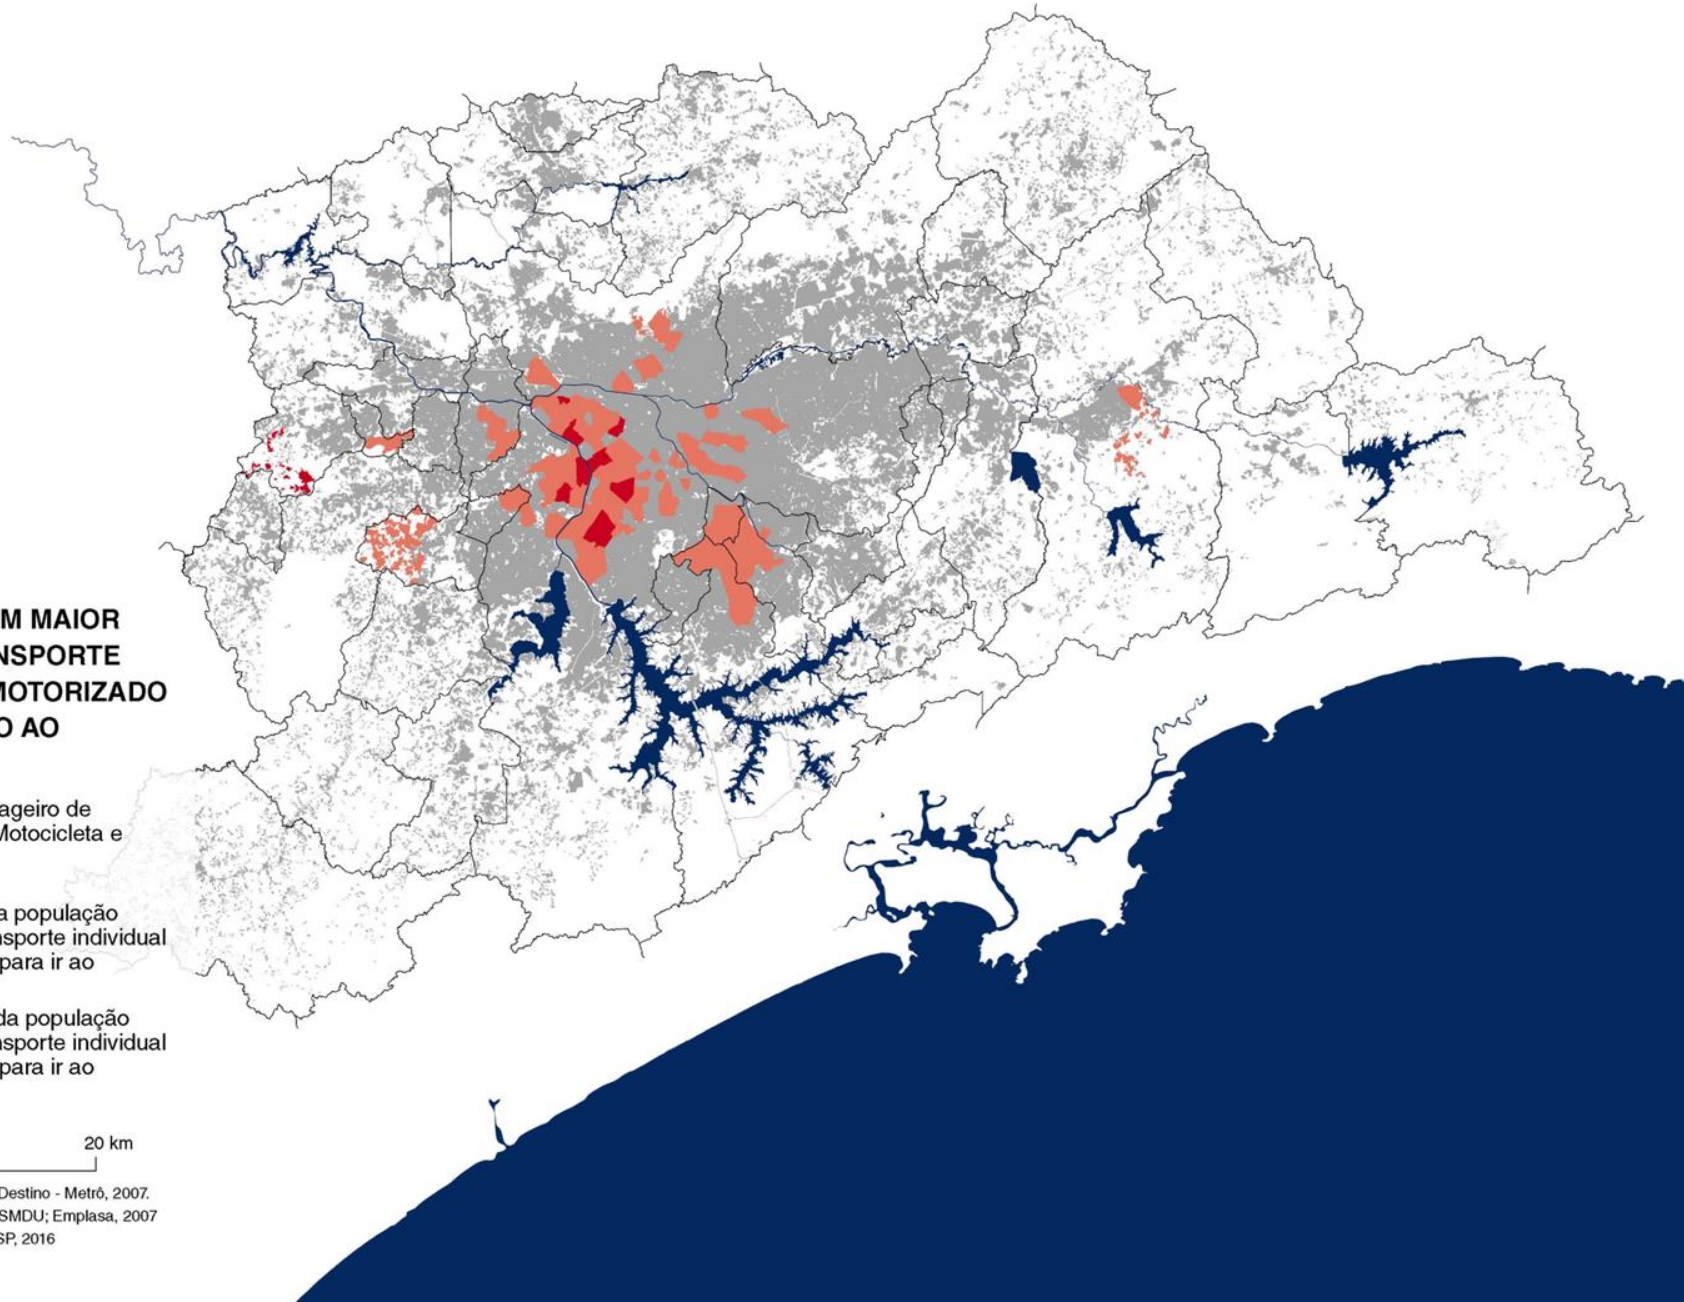 M MAIOR
NSPORTE
MOTORIZADO
O AO
ageiro de
Motocicleta e
a população
nsporte individual
para ir ao
da população
nsporte individual
para ir ao
20 km
Destino - Metrô, 2007.
SMDU; Emplasa, 2007
SP, 2016